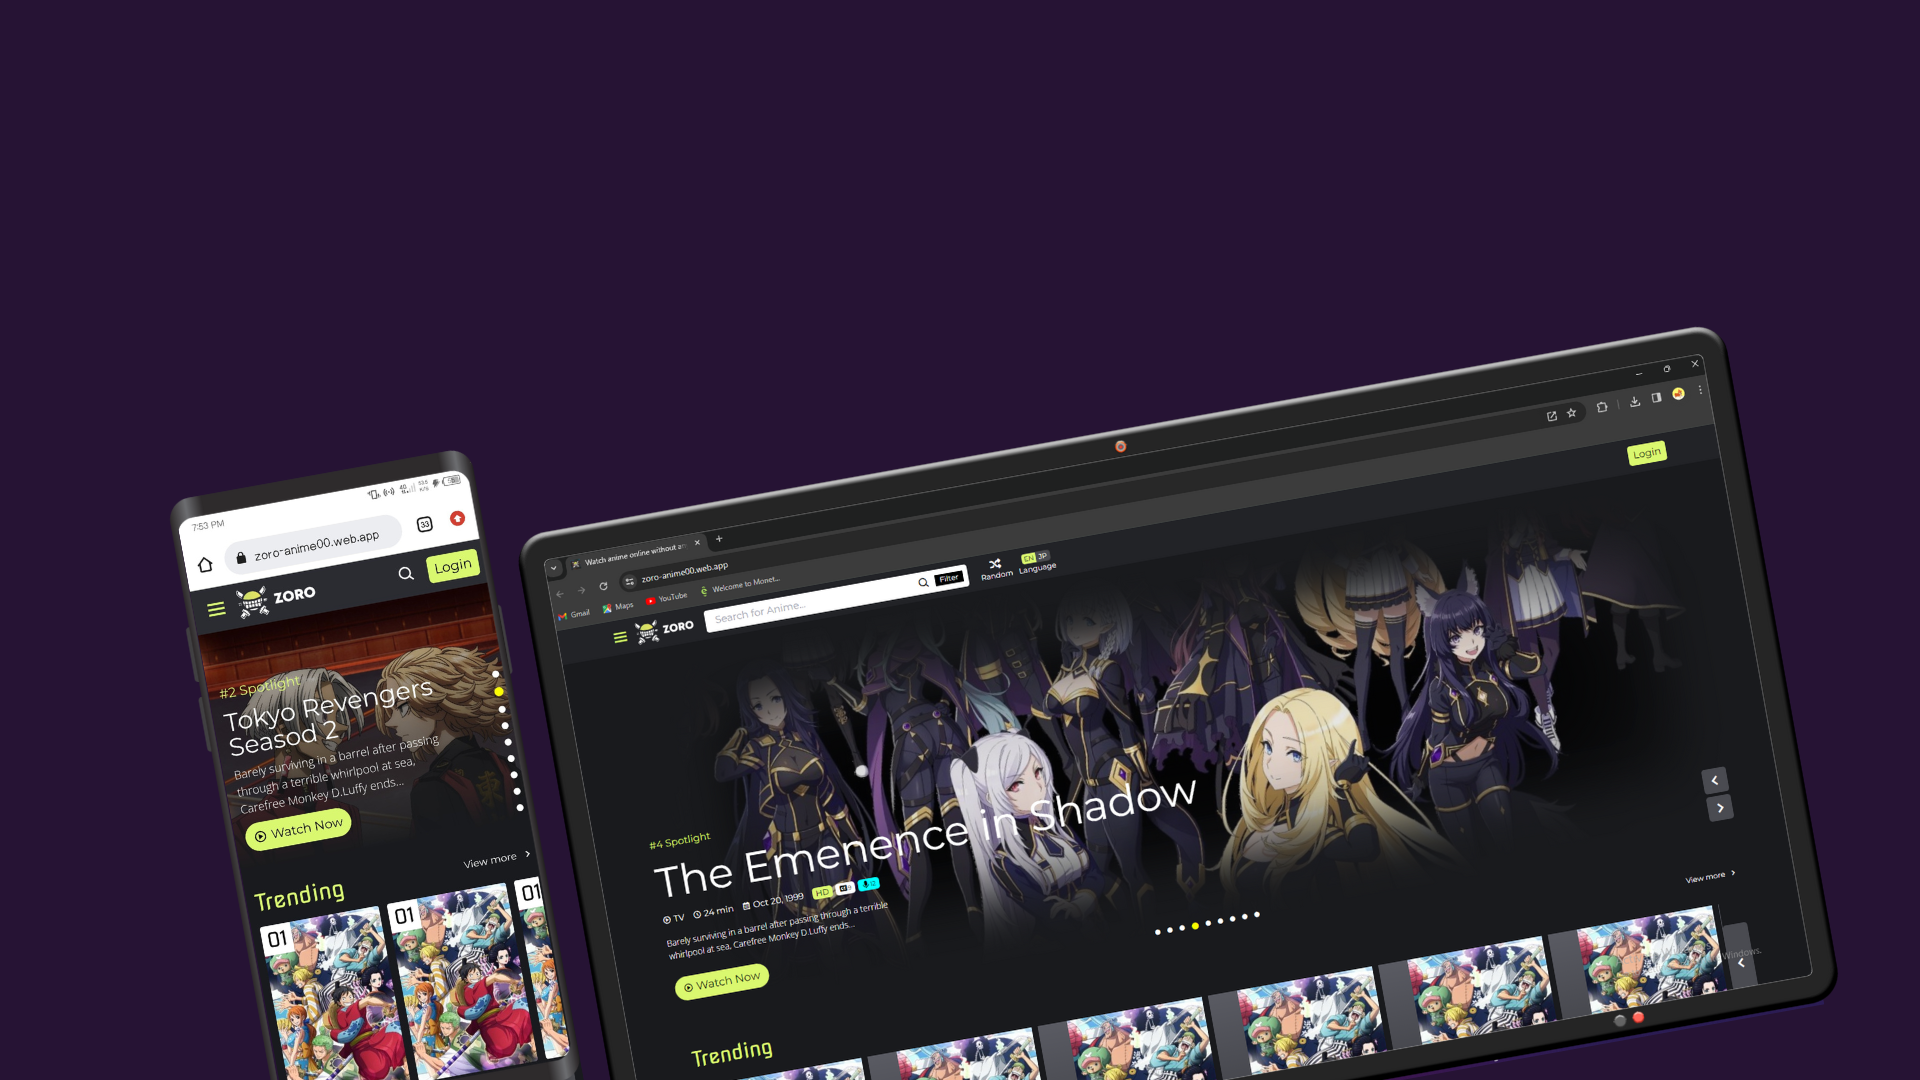 7:53 PM
zoro-anime00.web.app
33
ZORO
Login
#2 Spotlight
Tokyo Revengers
Seasod 2
Barely surviving in a barrel after passing
through a terrible whirlpool at sea,
Carefree Monkey D.Luffy ends...
Watch Now
View more
Trending
01
01
01
Watch anime online without a
zoro-anime00.web.app
Gmail
Maps
YouTube
Welcome to Monet...
ZORO
Search for Anime...
Filter
Random
EN JP
Language
Login
#4 Spotlight
The Emenence in Shadow
TV 24 min Oct 20, 1999 HD
Barely surviving in a barrel after passing through a terrible
whirlpool at sea, Carefree Monkey D.Luffy ends...
Watch Now
View more
Windows.
Trending